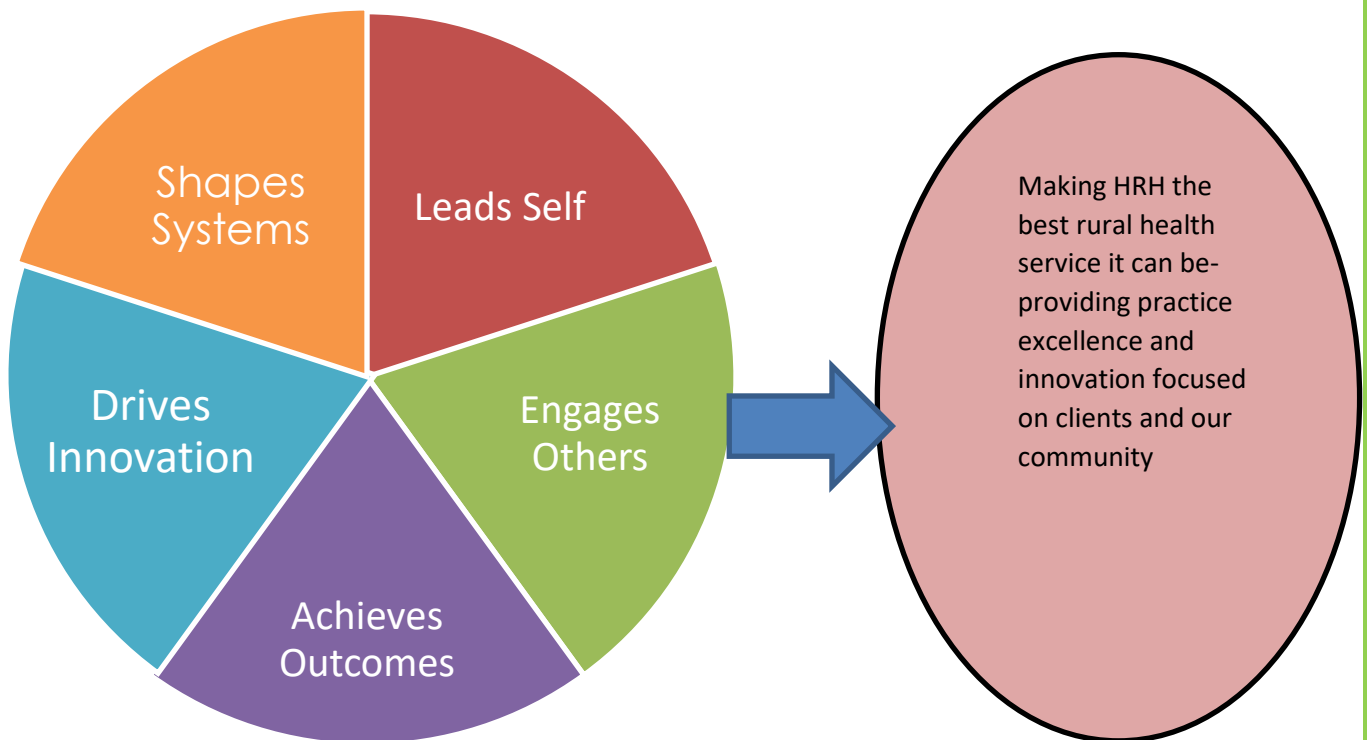 Shapes
Systems
Leads Self
Engages
Others
Achieves
Outcomes
Drives
Innovation
Making HRH the
best rural health
service it can be-
providing practice
excellence and
innovation focused
on clients and our
community